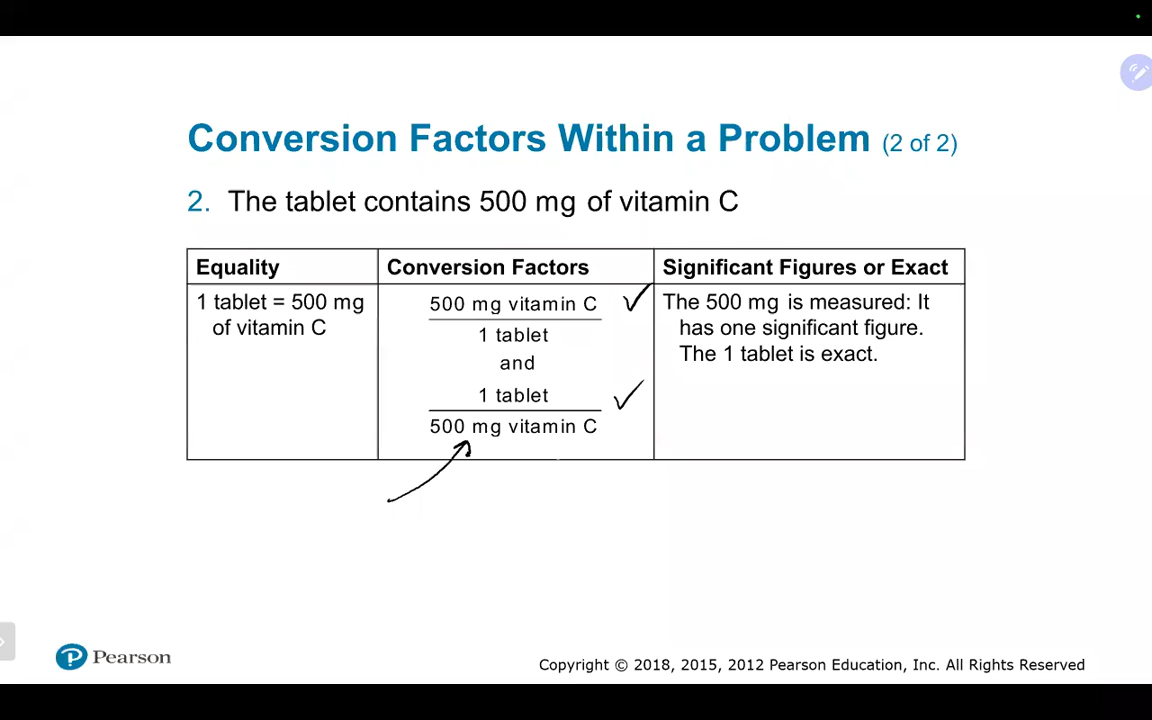 Conversion Factors Within a Problem (2 of 2)
2. The tablet contains 500 mg of vitamin C
Equality
Conversion Factors
Significant Figures or Exact
1 tablet = 500 mg
of vitamin C
500 mg vitamin C
1 tablet
and
1 tablet
500 mg vitamin C
The 500 mg is measured: It
has one significant figure.
The 1 tablet is exact.
Pearson
Copyright © 2018, 2015, 2012 Pearson Education, Inc. All Rights Reserved